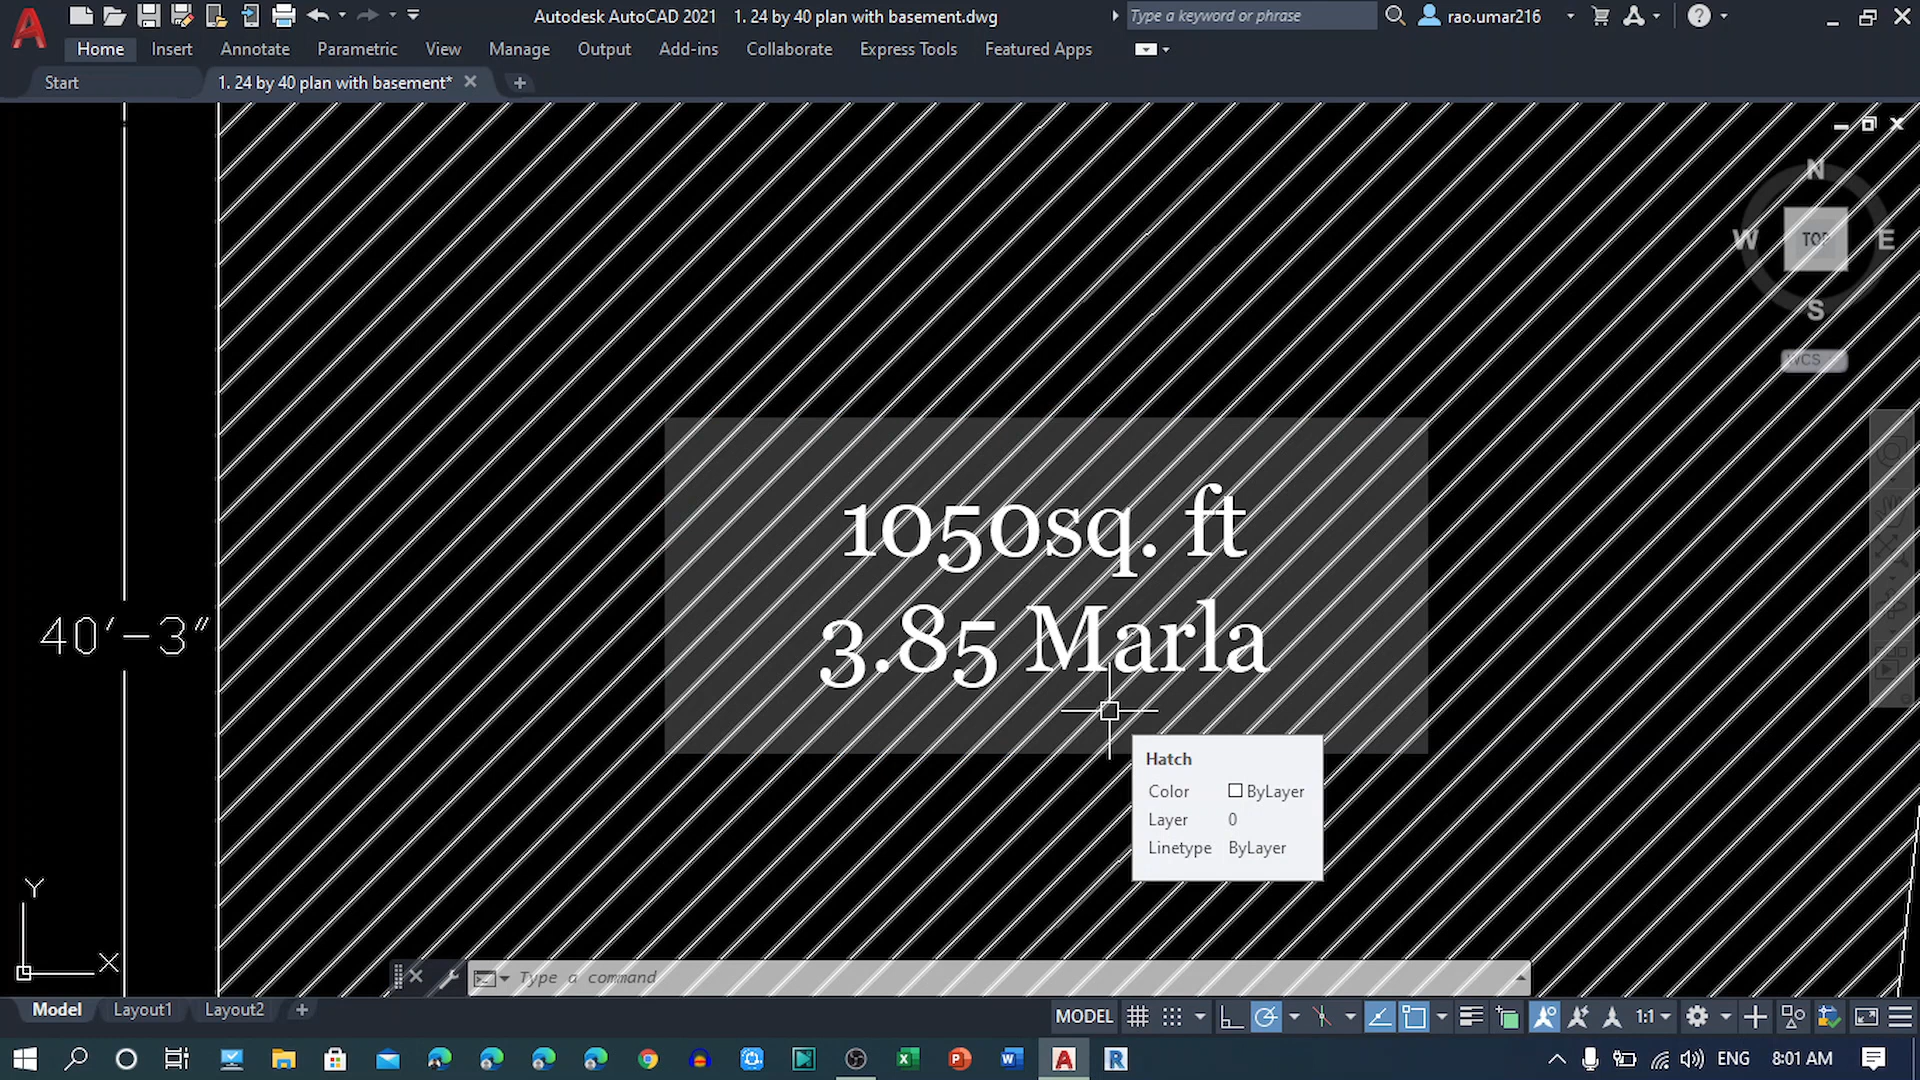 Autodesk AutoCAD 2021 1. 24 by 40 plan with basement.dwg
Type a keyword or phrase
rao.umar216
Home Insert Annotate Parametric View Manage Output Add-ins Collaborate Express Tools Featured Apps
Start
1. 24 by 40 plan with basement*
N
W TOP E
S
WCS
1050sq. ft
3.85 Marla
40'-3"
Hatch
Color ByLayer
Layer 0
Linetype ByLayer
Y
X
Type a command
Model Layout1 Layout2
MODEL
1:1
ENG
8:01 AM